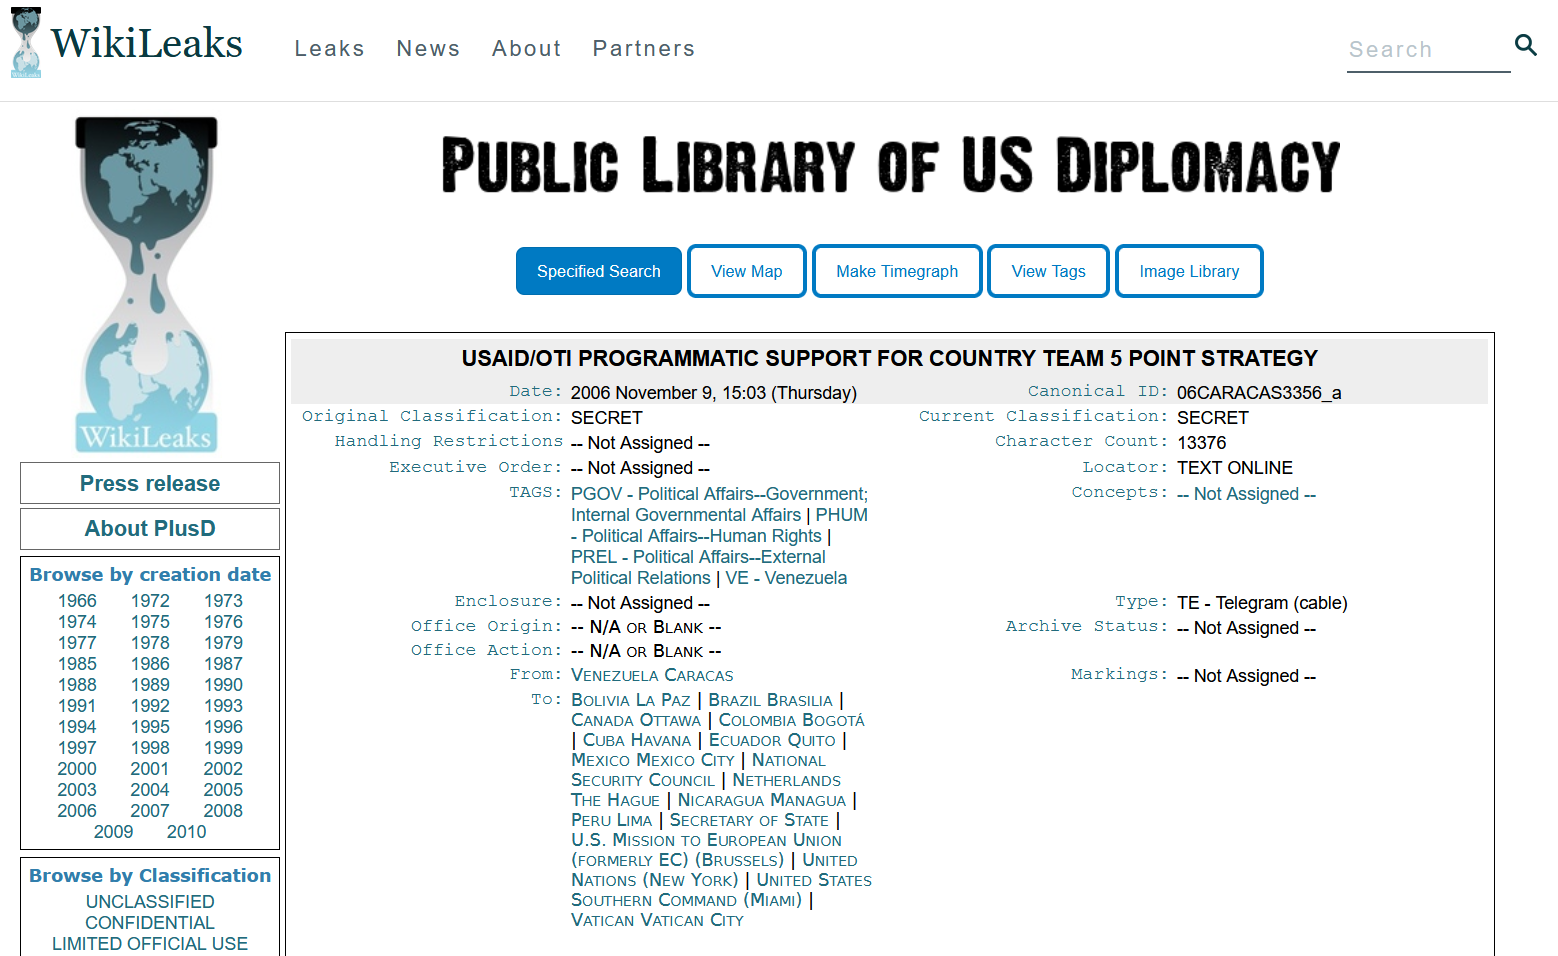 WikiLeaks
WikiLeaks
Leaks News About Partners
Search
WikiLeaks
Public Library of US Diplomacy
Specified Search
View Map
Make Timegraph
View Tags
Image Library
Press release
About PlusD
Browse by creation date
1966 1972 1973
1974 1975 1976
1977 1978 1979
1985 1986 1987
1988 1989 1990
1991 1992 1993
1994 1995 1996
1997 1998 1999
2000 2001 2002
2003 2004 2005
2006 2007 2008
2009 2010
Browse by Classification
UNCLASSIFIED
CONFIDENTIAL
LIMITED OFFICIAL USE
USAID/OTI PROGRAMMATIC SUPPORT FOR COUNTRY TEAM 5 POINT STRATEGY
Date: 2006 November 9, 15:03 (Thursday) Canonical ID: 06CARACAS3356_a
Original Classification: SECRET Current Classification: SECRET
Handling Restrictions -- Not Assigned -- Character Count: 13376
Executive Order: -- Not Assigned -- Locator: TEXT ONLINE
TAGS: PGOV - Political Affairs--Government; Concepts: -- Not Assigned --
Internal Governmental Affairs | PHUM
- Political Affairs--Human Rights |
PREL - Political Affairs--External
Political Relations | VE - Venezuela
Enclosure: -- Not Assigned -- Type: TE - Telegram (cable)
Office Origin: -- N/A or Blank -- Archive Status: -- Not Assigned --
Office Action: -- N/A or Blank --
From: Venezuela Caracas Markings: -- Not Assigned --
To: Bolivia La Paz | Brazil Brasilia |
Canada Ottawa | Colombia Bogotá
| Cuba Havana | Ecuador Quito |
Mexico Mexico City | National
Security Council | Netherlands
The Hague | Nicaragua Managua |
Peru Lima | Secretary of State |
U.S. Mission to European Union
(formerly EC) (Brussels) | United
Nations (New York) | United States
Southern Command (Miami) |
Vatican Vatican City